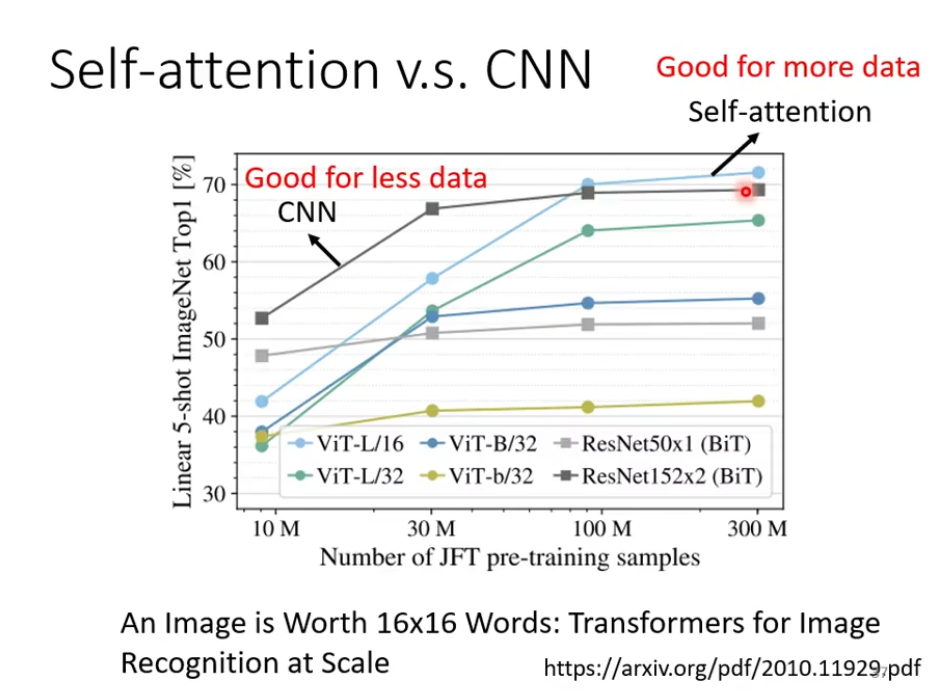 Self-attention v.s. CNN
Good for more data
Self-attention
Good for less data
CNN
Linear 5-shot ImageNet Top1 [%]
70
60
50
40
30
ViT-L/16
ViT-B/32
ResNet50x1 (BiT)
ViT-L/32
ViT-b/32
ResNet152x2 (BiT)
10 M
30 M
100 M
300 M
Number of JFT pre-training samples
An Image is Worth 16x16 Words: Transformers for Image
Recognition at Scale
https://arxiv.org/pdf/2010.11929.pdf
37